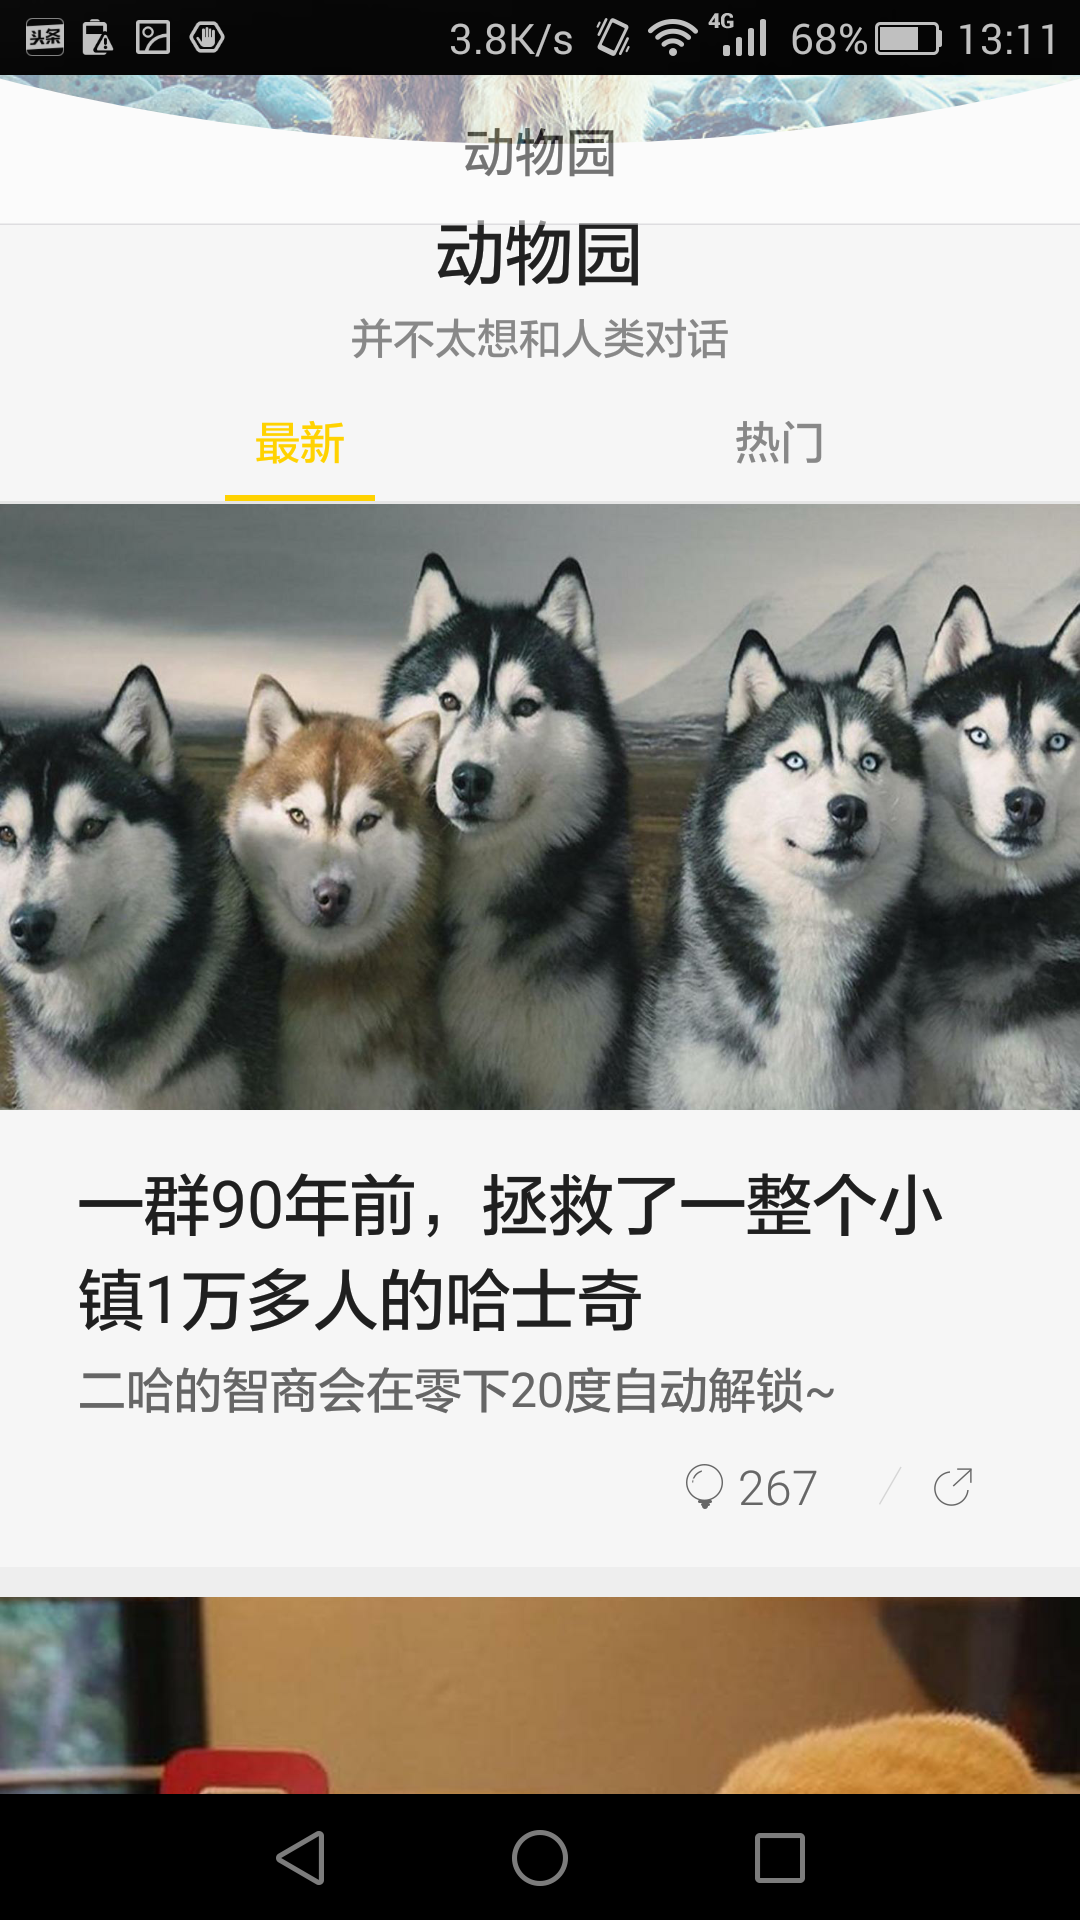 头条
3.8K/s 4G 68% 13:11
动物园
动物园
并不太想和人类对话
最新 热门
一群90年前，拯救了一整个小
镇1万多人的哈士奇
二哈的智商会在零下20度自动解锁~
267